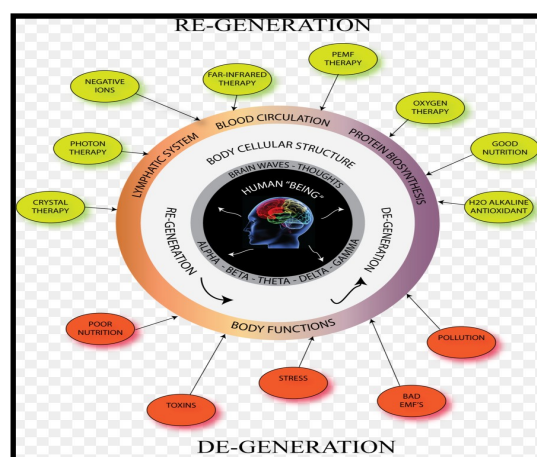 RE-GENERATION
PEMF
THERAPY
FAR-INFRARED
THERAPY
NEGATIVE
IONS
OXYGEN
THERAPY
PHOTON
THERAPY
GOOD
NUTRITION
CRYSTAL
THERAPY
H2O ALKALINE
ANTIOXIDANT
LYMPHATIC SYSTEM
BLOOD CIRCULATION
PROTEIN BIOSYNTHESIS
BODY CELLULAR STRUCTURE
BRAIN WAVES - THOUGHTS
HUMAN "BEING"
RE-GENERATION
DE-GENERATION
ALPHA - BETA - THETA - DELTA - GAMMA
BODY FUNCTIONS
POOR
NUTRITION
POLLUTION
STRESS
TOXINS
BAD
EMF'S
DE-GENERATION